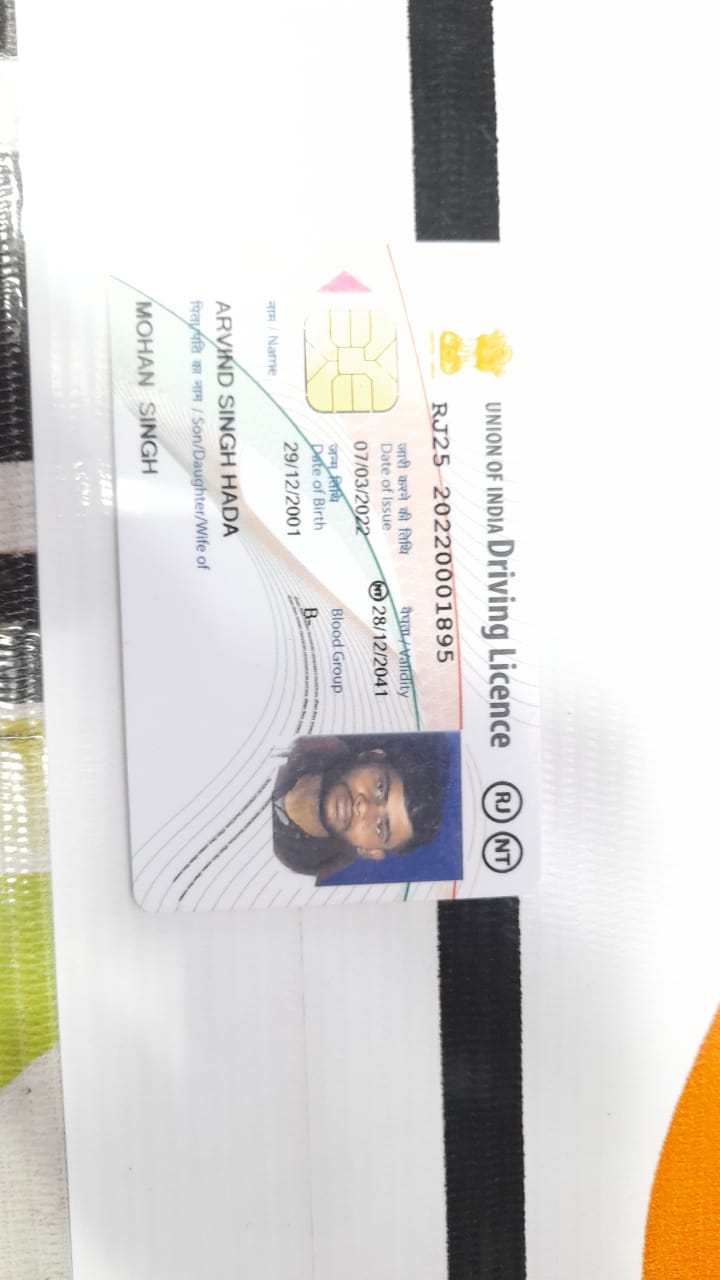 UNION OF INDIA Driving Licence RJ NT
RJ25 20220001895
जारी करने की तिथि
Date of Issue
07/03/2022
वैधता / Validity
NT 28/12/2041
जन्म तिथि
Date of Birth
29/12/2001
Blood Group
B
नाम / Name
ARVIND SINGH HADA
पिता/पति का नाम / Son/Daughter/Wife of
MOHAN SINGH